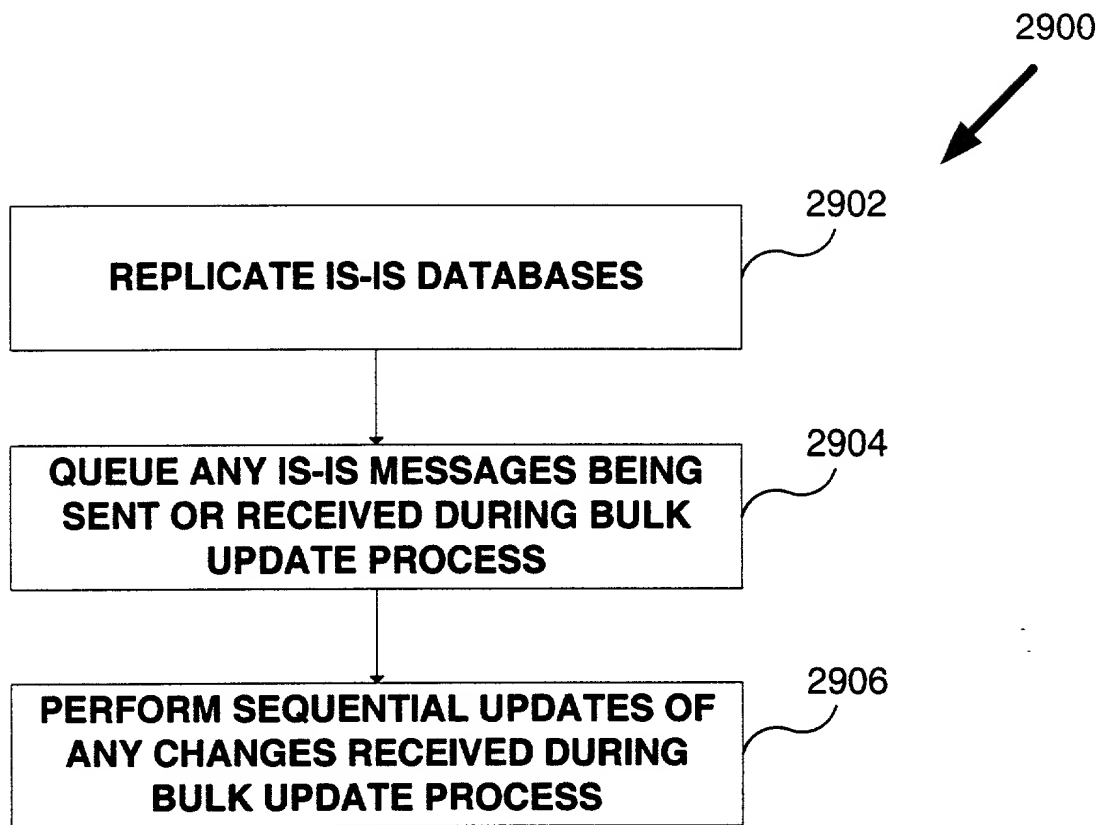 2900
2902
REPLICATE IS-IS DATABASES
2904
QUEUE ANY IS-IS MESSAGES BEING
SENT OR RECEIVED DURING BULK
UPDATE PROCESS
2906
PERFORM SEQUENTIAL UPDATES OF
ANY CHANGES RECEIVED DURING
BULK UPDATE PROCESS